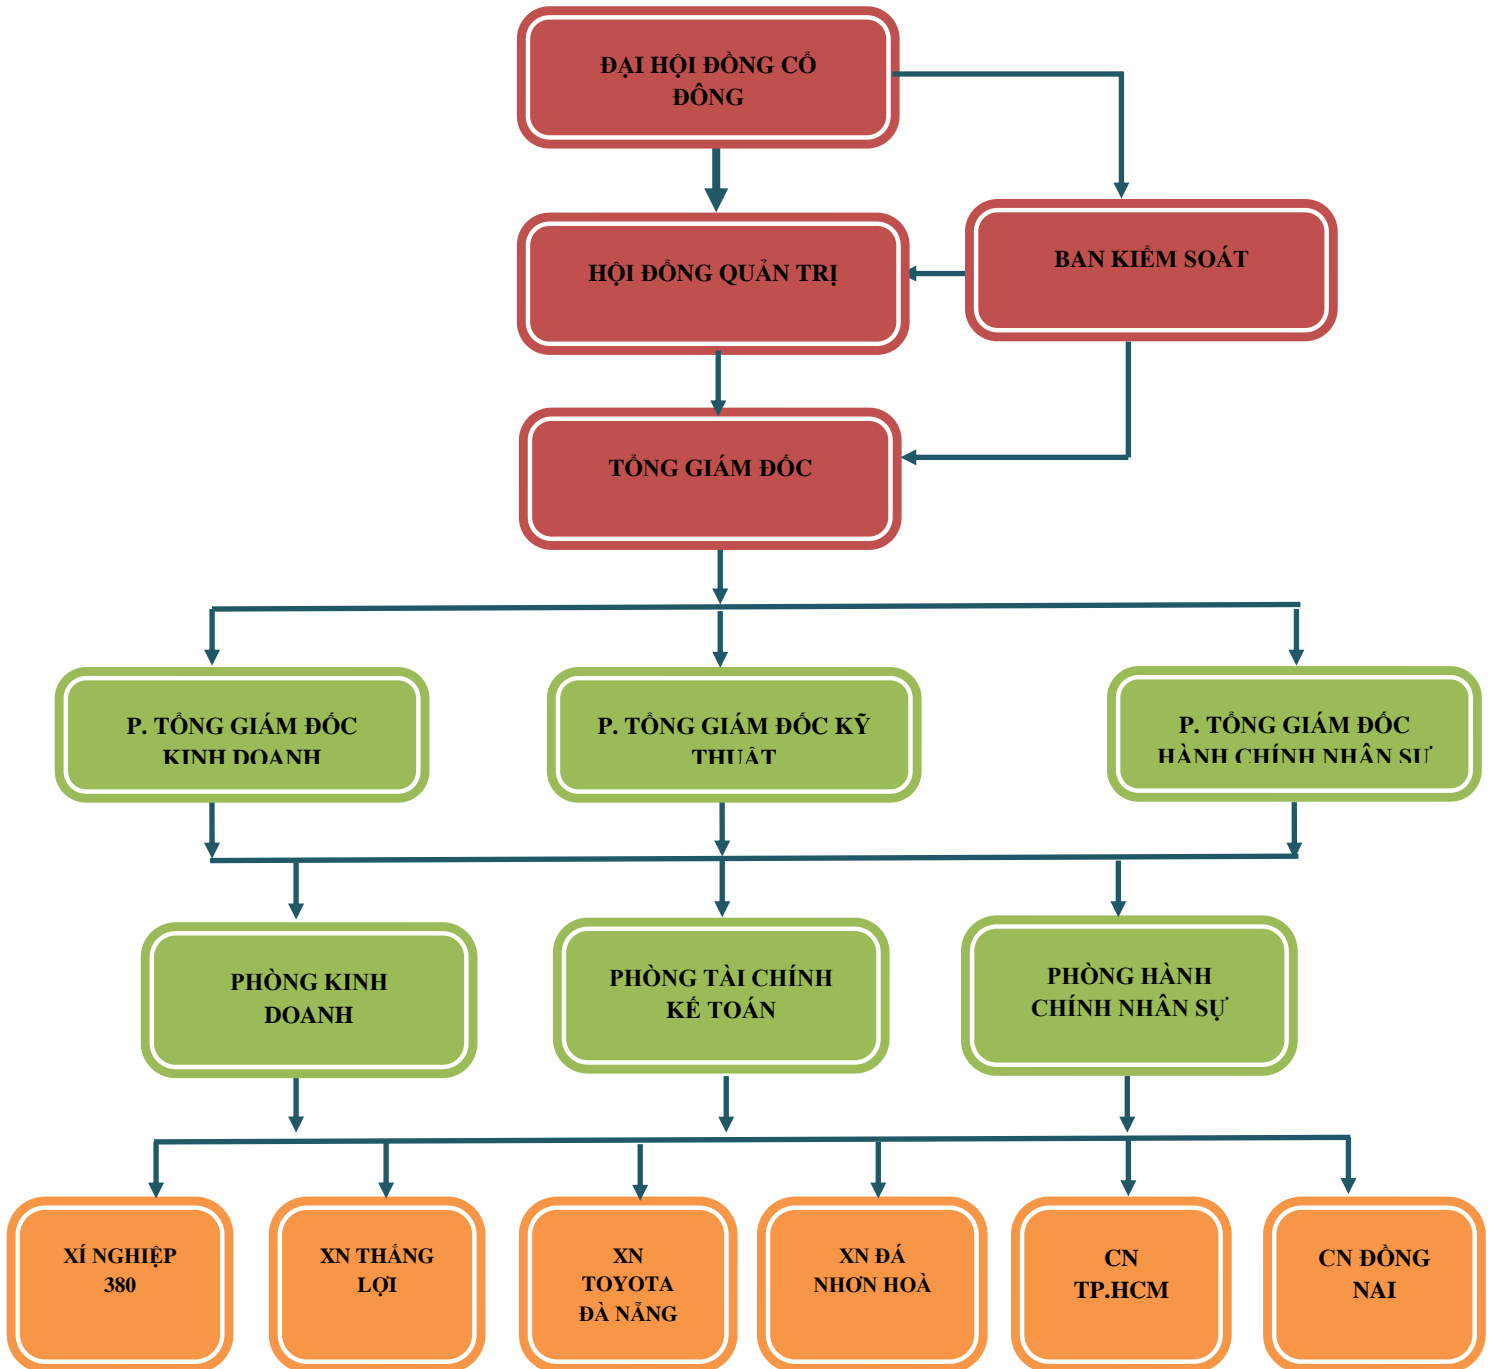 ĐẠI HỘI ĐỒNG CỔ
ĐÔNG
HỘI ĐỒNG QUẢN TRỊ
BAN KIỂM SOÁT
TỔNG GIÁM ĐỐC
P. TỔNG GIÁM ĐỐC
KINH DOANH
P. TỔNG GIÁM ĐỐC KỸ
THUẬT
P. TỔNG GIÁM ĐỐC
HÀNH CHÍNH NHÂN SỰ
PHÒNG KINH
DOANH
PHÒNG TÀI CHÍNH
KẾ TOÁN
PHÒNG HÀNH
CHÍNH NHÂN SỰ
XÍ NGHIỆP
380
XN THẮNG
LỢI
XN
TOYOTA
ĐÀ NẴNG
XN ĐÁ
NHƠN HOÀ
CN
TP.HCM
CN ĐỒNG
NAI